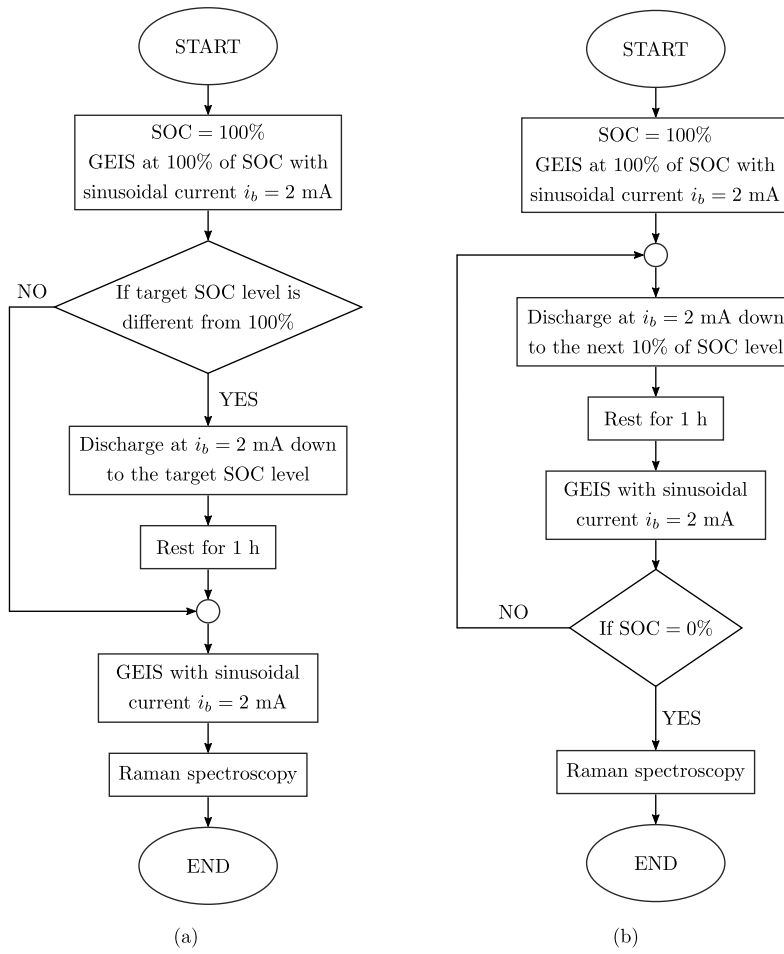 START
SOC = 100%
GEIS at 100% of SOC with
sinusoidal current i_b = 2 mA
If target SOC level is
different from 100%
NO
YES
Discharge at i_b = 2 mA down
to the target SOC level
Rest for 1 h
GEIS with sinusoidal
current i_b = 2 mA
Raman spectroscopy
END
(a)
START
SOC = 100%
GEIS at 100% of SOC with
sinusoidal current i_b = 2 mA
Discharge at i_b = 2 mA down
to the next 10% of SOC level
Rest for 1 h
GEIS with sinusoidal
current i_b = 2 mA
If SOC = 0%
NO
YES
Raman spectroscopy
END
(b)